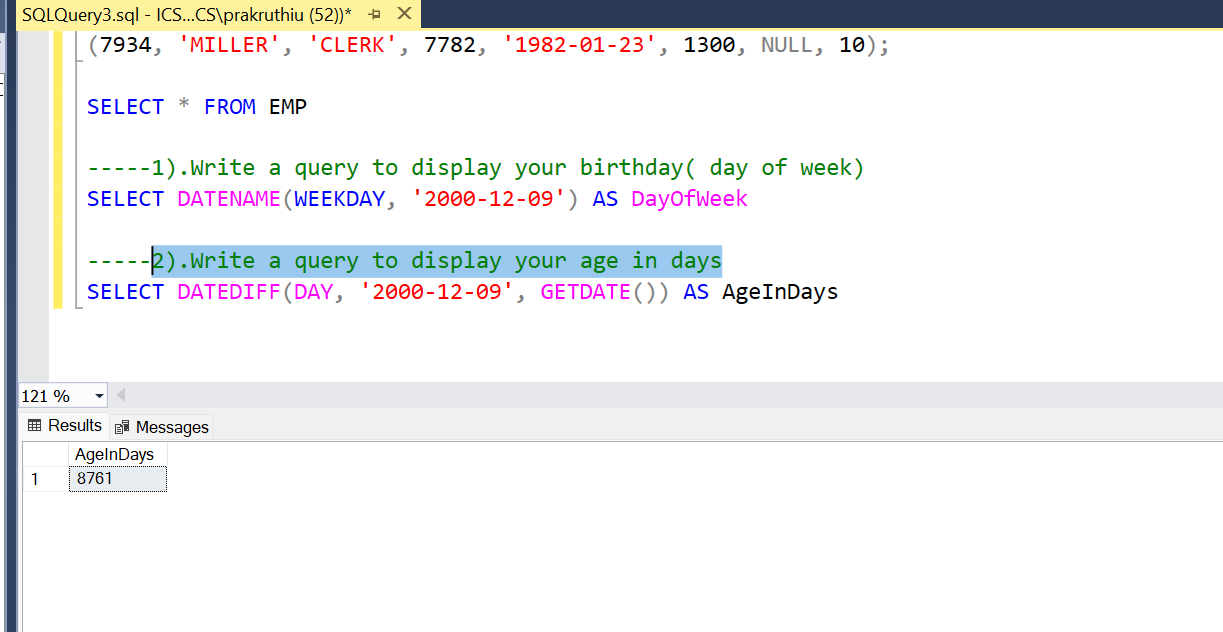 SQLQuery3.sql - ICS...CS\prakruthiu (52))*
(7934, 'MILLER', 'CLERK', 7782, '1982-01-23', 1300, NULL, 10);
SELECT * FROM EMP
-----1).Write a query to display your birthday( day of week)
SELECT DATENAME(WEEKDAY, '2000-12-09') AS DayOfWeek
-----2).Write a query to display your age in days
SELECT DATEDIFF(DAY, '2000-12-09', GETDATE()) AS AgeInDays
121 %
Results Messages
AgeInDays
1 8761